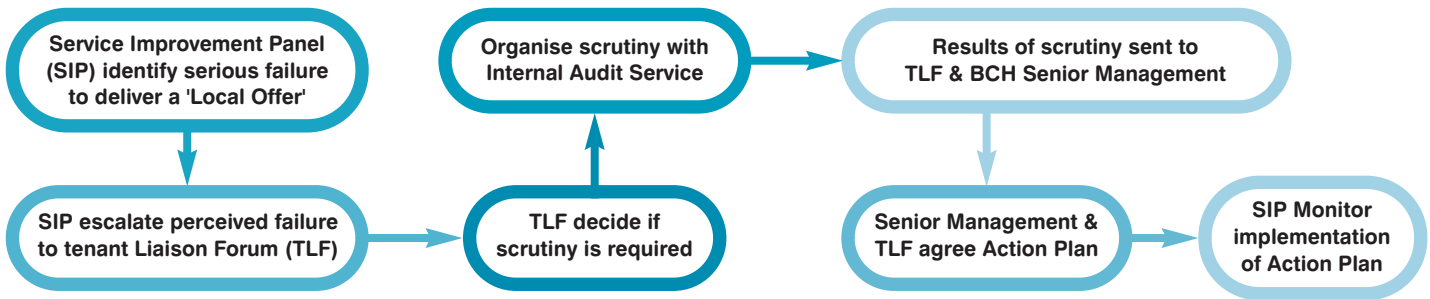 Service Improvement Panel
(SIP) identify serious failure
to deliver a 'Local Offer'
SIP escalate perceived failure
to tenant Liaison Forum (TLF)
TLF decide if
scrutiny is required
Organise scrutiny with
Internal Audit Service
Results of scrutiny sent to
TLF & BCH Senior Management
Senior Management &
TLF agree Action Plan
SIP Monitor
implementation
of Action Plan